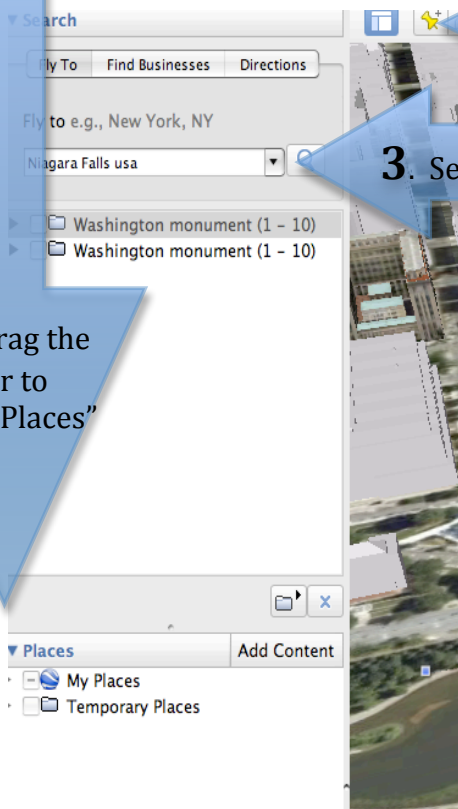 ▼ Search
Fly To Find Businesses Directions
Fly to e.g., New York, NY
Niagara Falls usa
3. Se
Washington monument (1 – 10)
Washington monument (1 – 10)
rag the
r to
Places”
▼ Places Add Content
My Places
Temporary Places